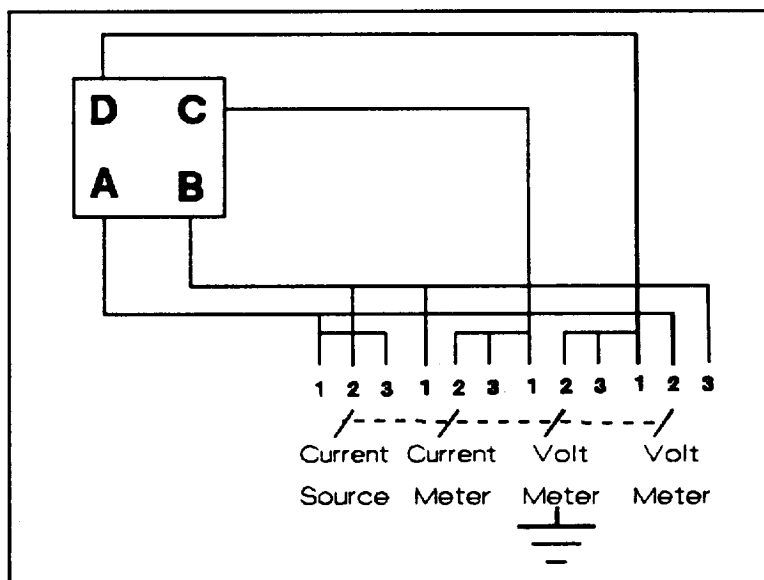 D C
A B
1 2 3 1 2 3 1 2 3 1 2 3
Current Current Volt Volt
Source Meter Meter Meter